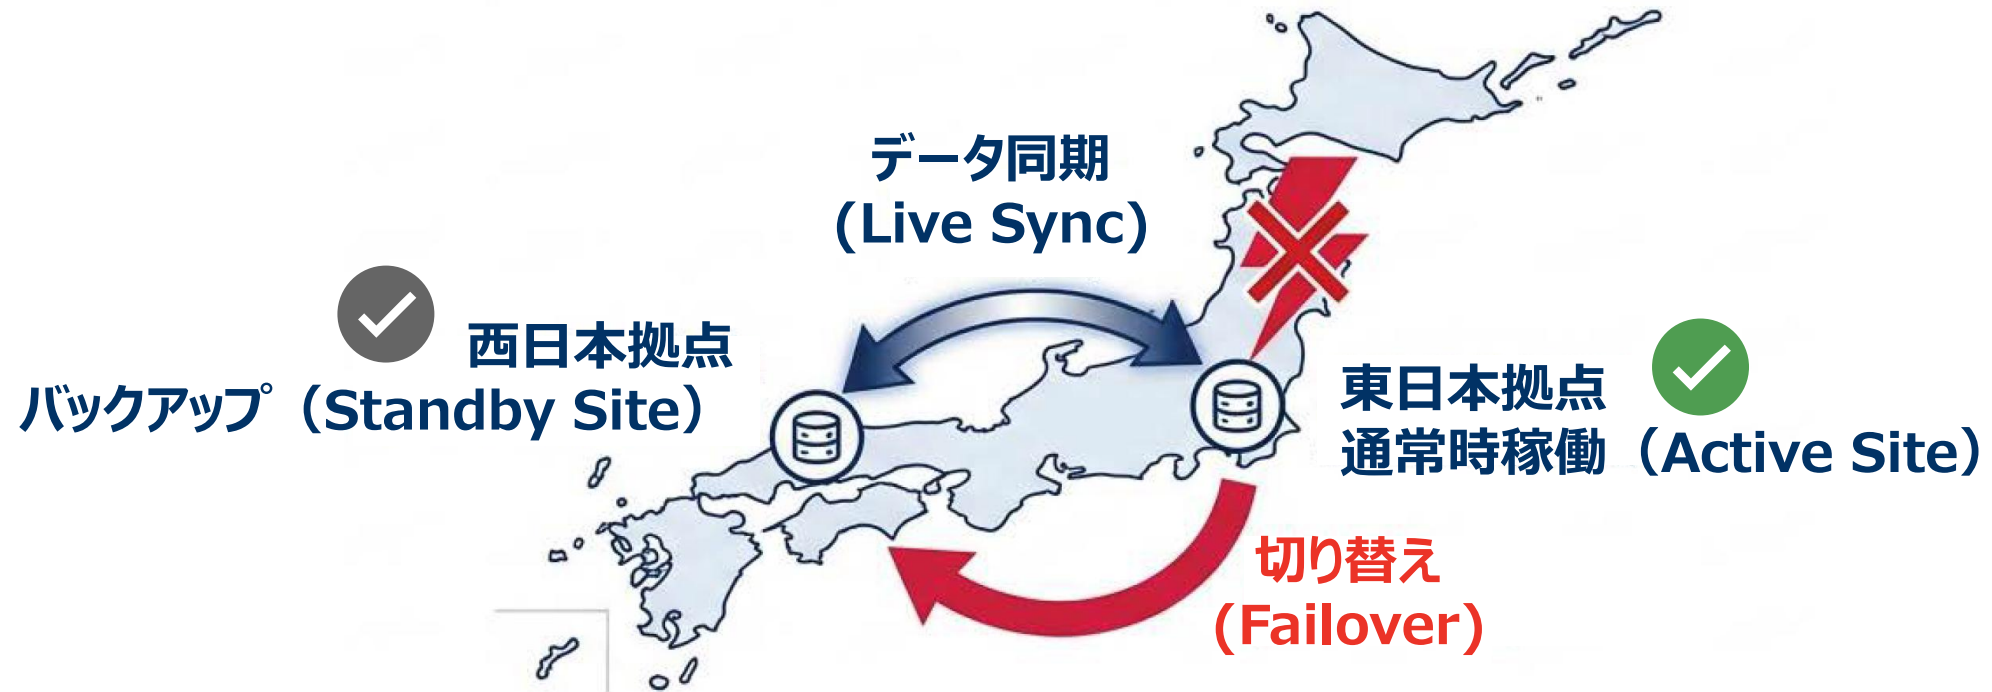 データ同期
(Live Sync)
西日本拠点
バックアップ（Standby Site）
東日本拠点
通常時稼働（Active Site）
切り替え
(Failover)